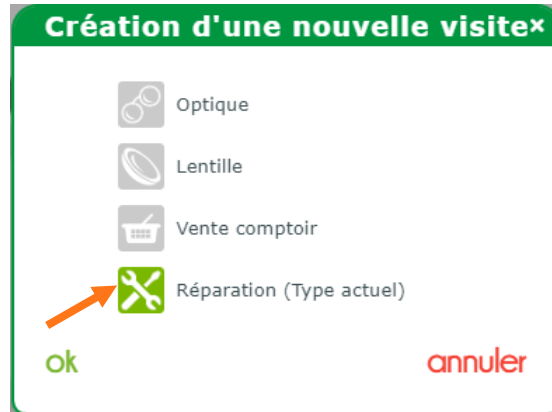 Création d'une nouvelle visite×
Optique
Lentille
Vente comptoir
Réparation (Type actuel)
ok annuler